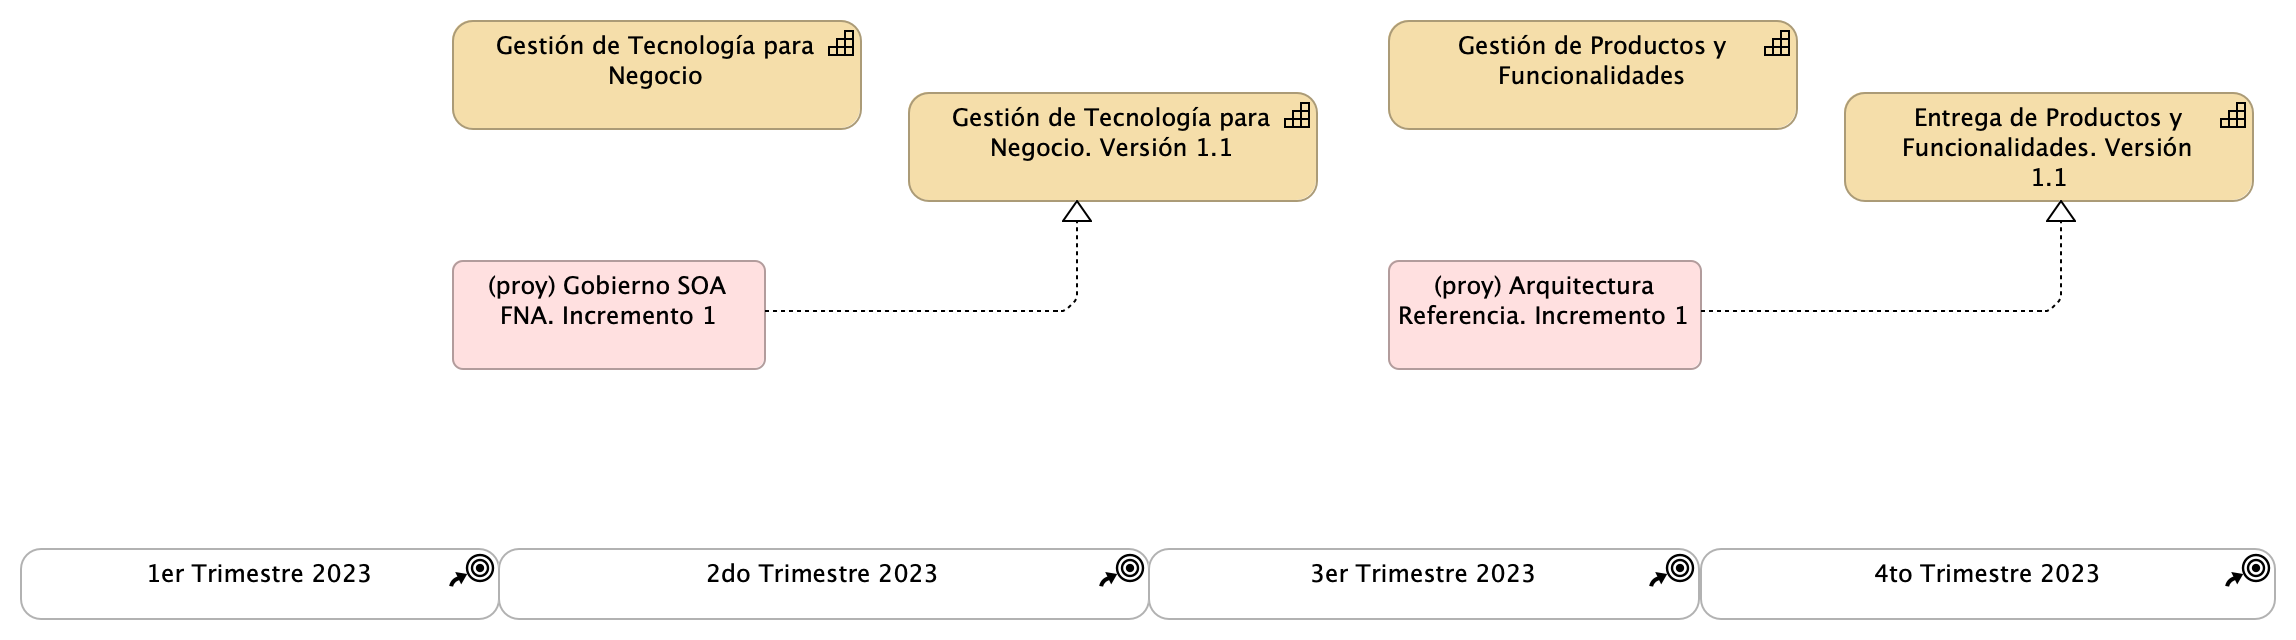 Gestión de Tecnología para
Negocio
Gestión de Tecnología para
Negocio. Versión 1.1
Gestión de Productos y
Funcionalidades
Entrega de Productos y
Funcionalidades. Versión
1.1
(proy) Gobierno SOA
FNA. Incremento 1
(proy) Arquitectura
Referencia. Incremento 1
1er Trimestre 2023
2do Trimestre 2023
3er Trimestre 2023
4to Trimestre 2023